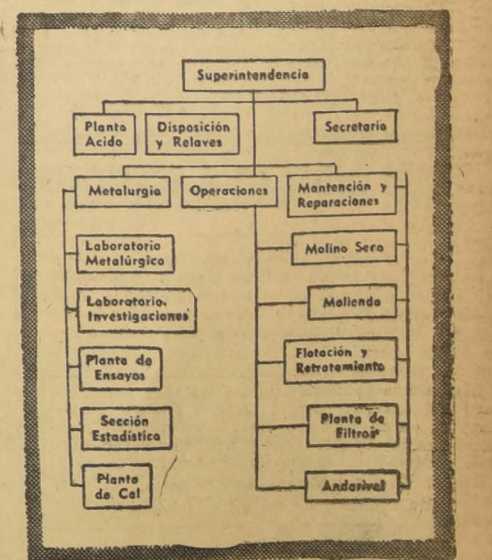 Superintendencia
Planta
Acido
Disposición
y Relaves
Secretaria
Metalurgia
Operaciones
Mantención y
Reparaciones
Laboratorio
Metalúrgico
Molino Seco
Laboratorio.
Investigaciones
Molienda
Planta de
Ensayos
Flotación y
Retratamiento
Sección
Estadística
Planta de
Filtros
Planta
de Cal
Andarivel